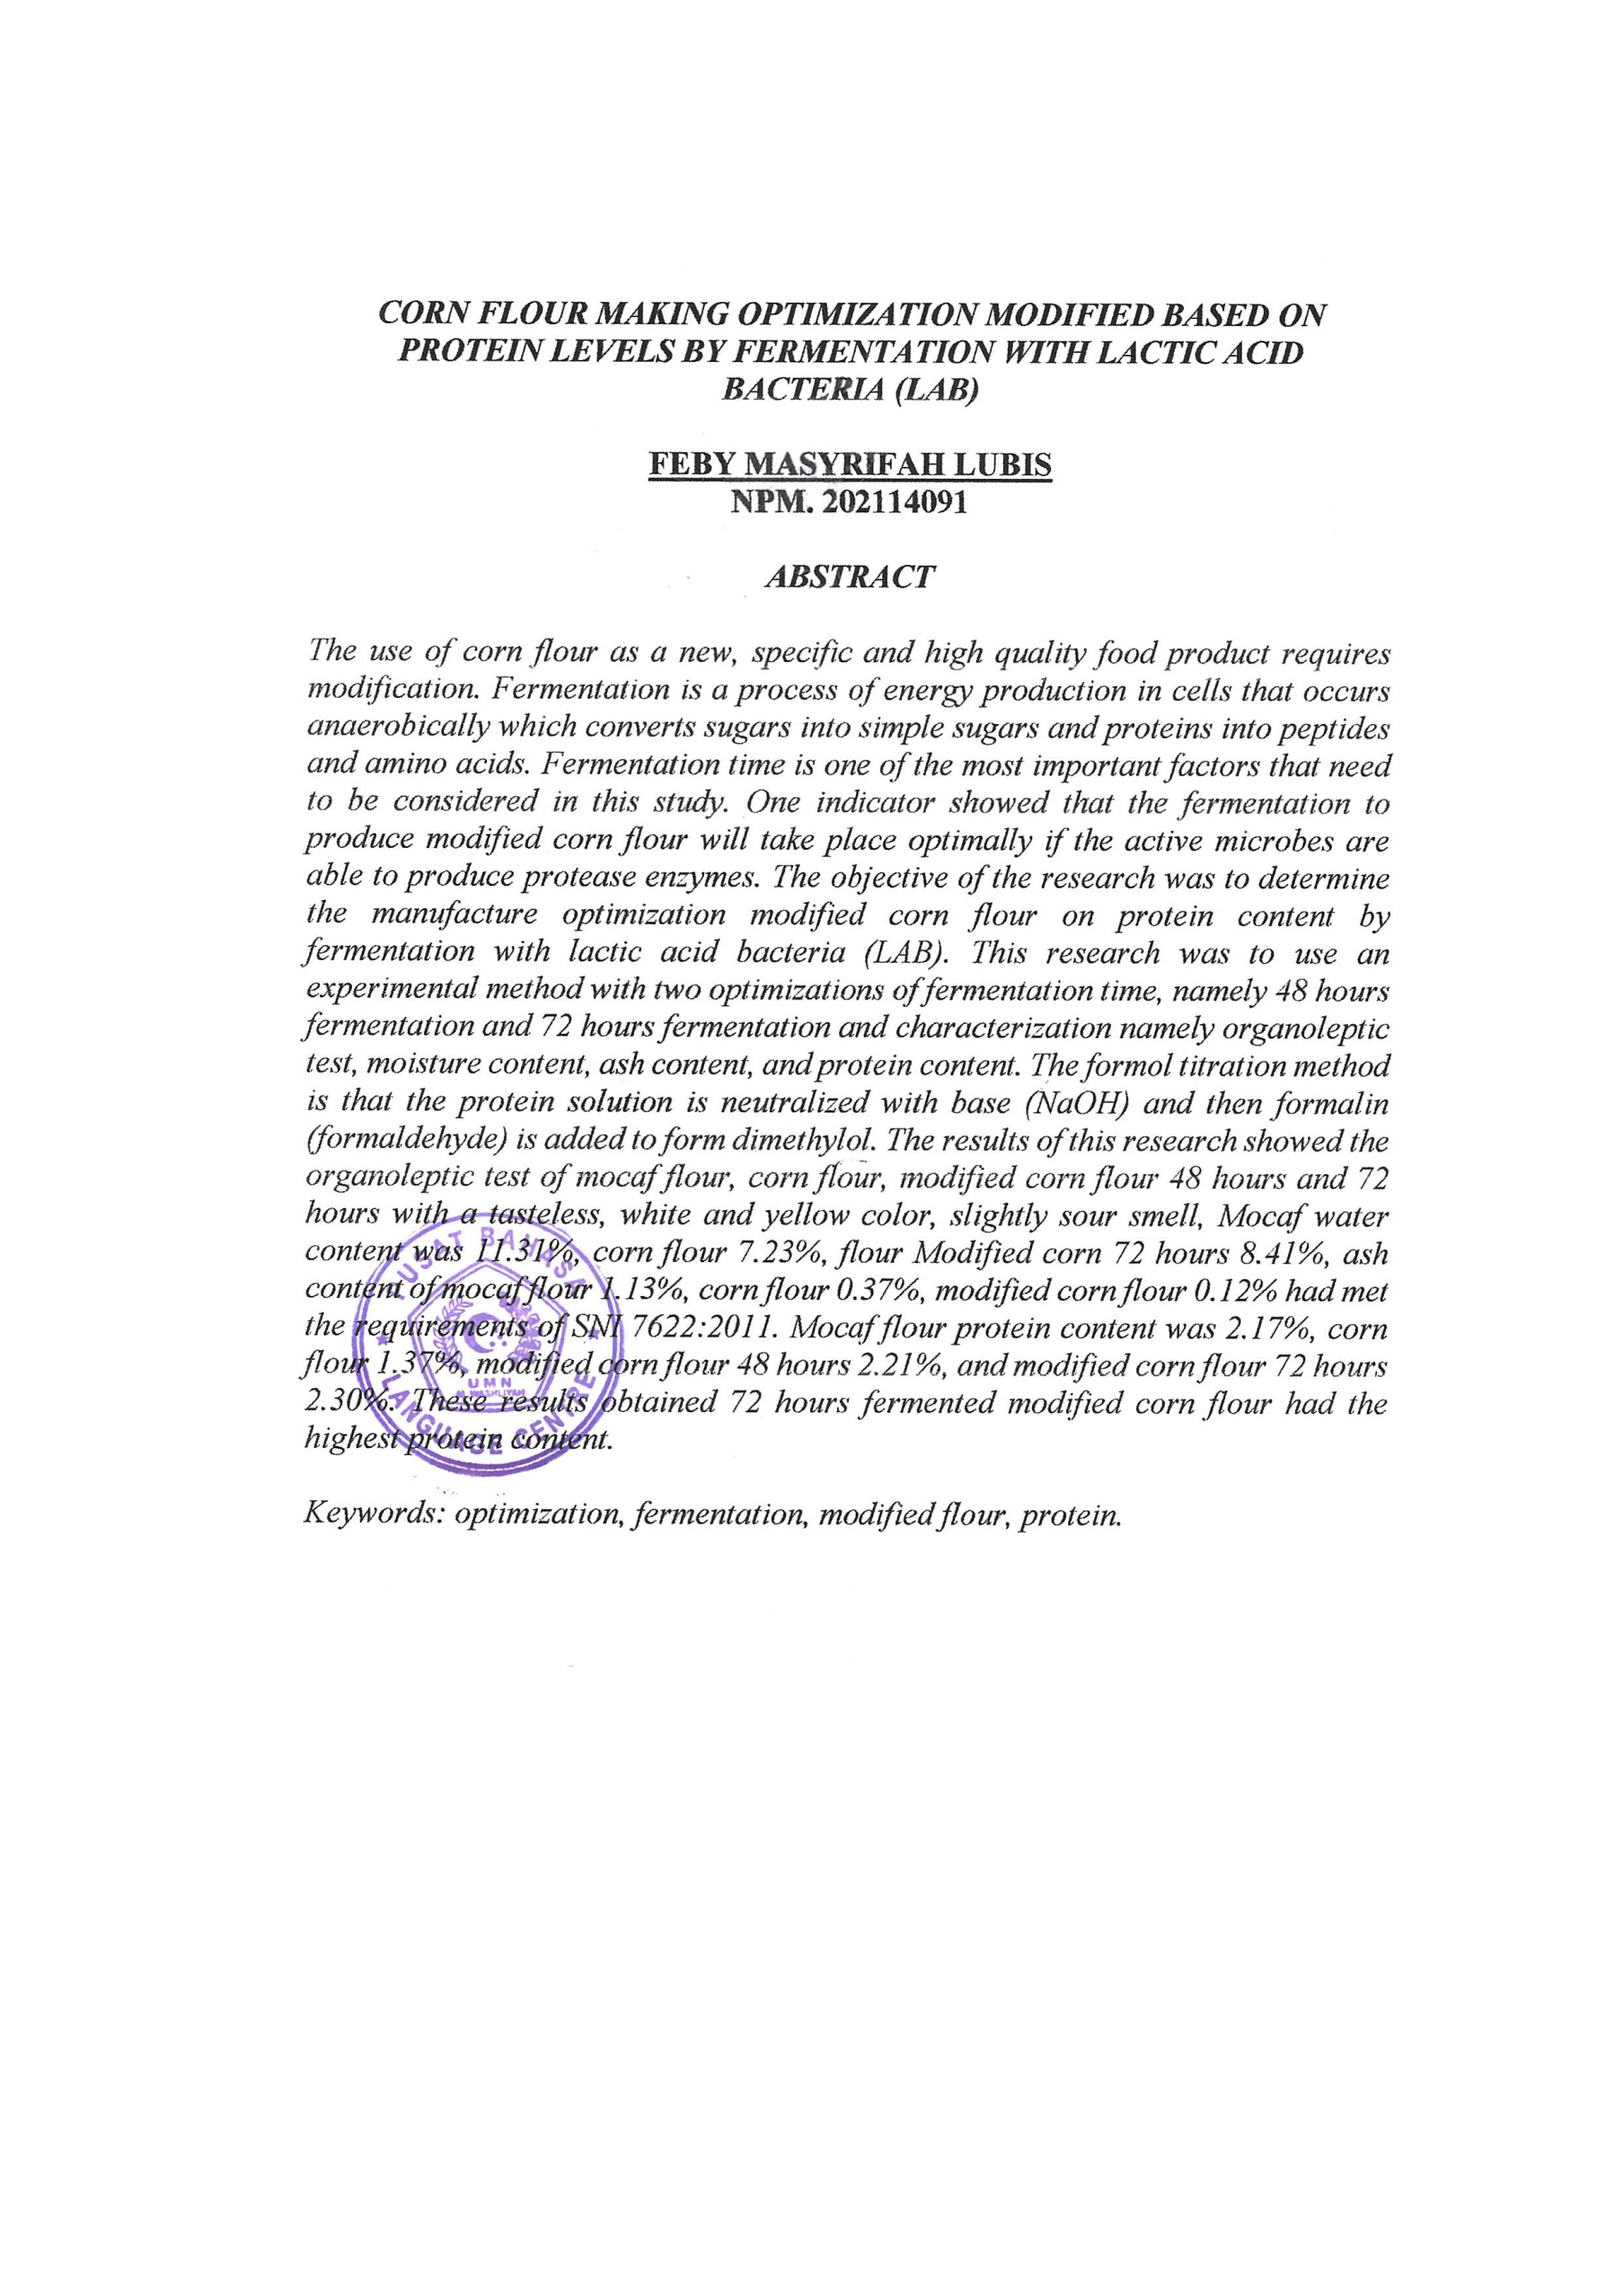 CORN FLOUR MAKING OPTIMIZATION MODIFIED BASED ON
PROTEIN LEVELS BY FERMENTATION WITH LACTIC ACID
BACTERIA (LAB)
FEBY MASYRIFAH LUBIS
NPM. 202114091
ABSTRACT
The use of corn flour as a new, specific and high quality food product requires
modification. Fermentation is a process of energy production in cells that occurs
anaerobically which converts sugars into simple sugars and proteins into peptides
and amino acids. Fermentation time is one of the most important factors that need
to be considered in this study. One indicator showed that the fermentation to
produce modified corn flour will take place optimally if the active microbes are
able to produce protease enzymes. The objective of the research was to determine
the manufacture optimization modified corn flour on protein content by
fermentation with lactic acid bacteria (LAB). This research was to use an
experimental method with two optimizations of fermentation time, namely 48 hours
fermentation and 72 hours fermentation and characterization namely organoleptic
test, moisture content, ash content, and protein content. The formol titration method
is that the protein solution is neutralized with base (NaOH) and then formalin
(formaldehyde) is added to form dimethylol. The results of this research showed the
organoleptic test of mocaf flour, corn flour, modified corn flour 48 hours and 72
hours with a tasteless, white and yellow color, slightly sour smell, Mocaf water
content was 11.31%, corn flour 7.23%, flour Modified corn 72 hours 8.41%, ash
content of mocaf flour 1.13%, corn flour 0.37%, modified corn flour 0.12% had met
the requirements of SNI 7622:2011. Mocaf flour protein content was 2.17%, corn
flour 1.37%, modified corn flour 48 hours 2.21%, and modified corn flour 72 hours
2.30%. These results obtained 72 hours fermented modified corn flour had the
highest protein content.
Keywords: optimization, fermentation, modified flour, protein.
PUSAT BAHASA
UMN
AL WASHLIYAH
LANGUAGE CENTRE